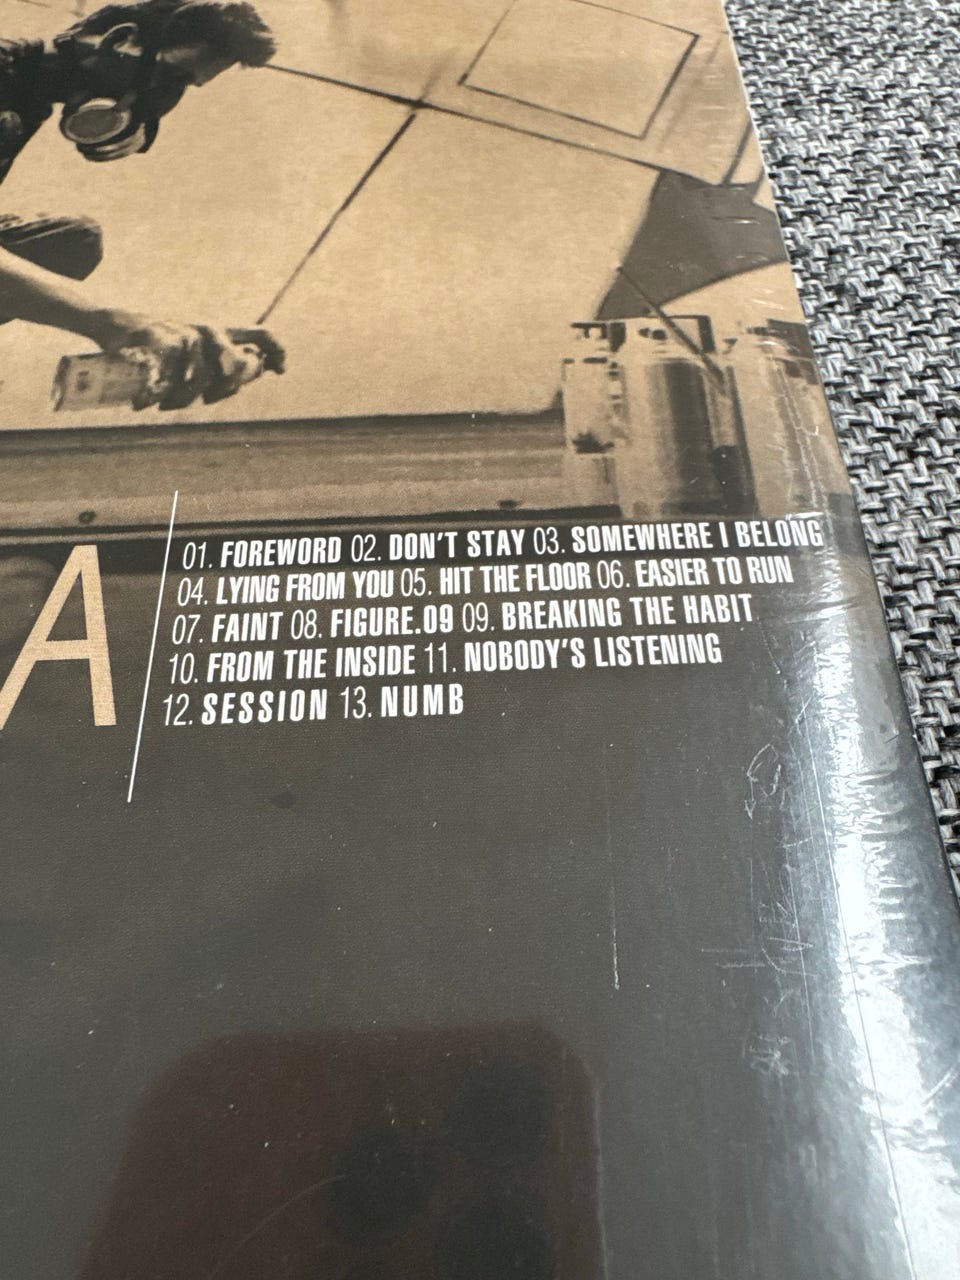 A
01. FOREWORD 02. DON'T STAY 03. SOMEWHERE I BELONG
04. LYING FROM YOU 05. HIT THE FLOOR 06. EASIER TO RUN
07. FAINT 08. FIGURE.09 09. BREAKING THE HABIT
10. FROM THE INSIDE 11. NOBODY'S LISTENING
12. SESSION 13. NUMB